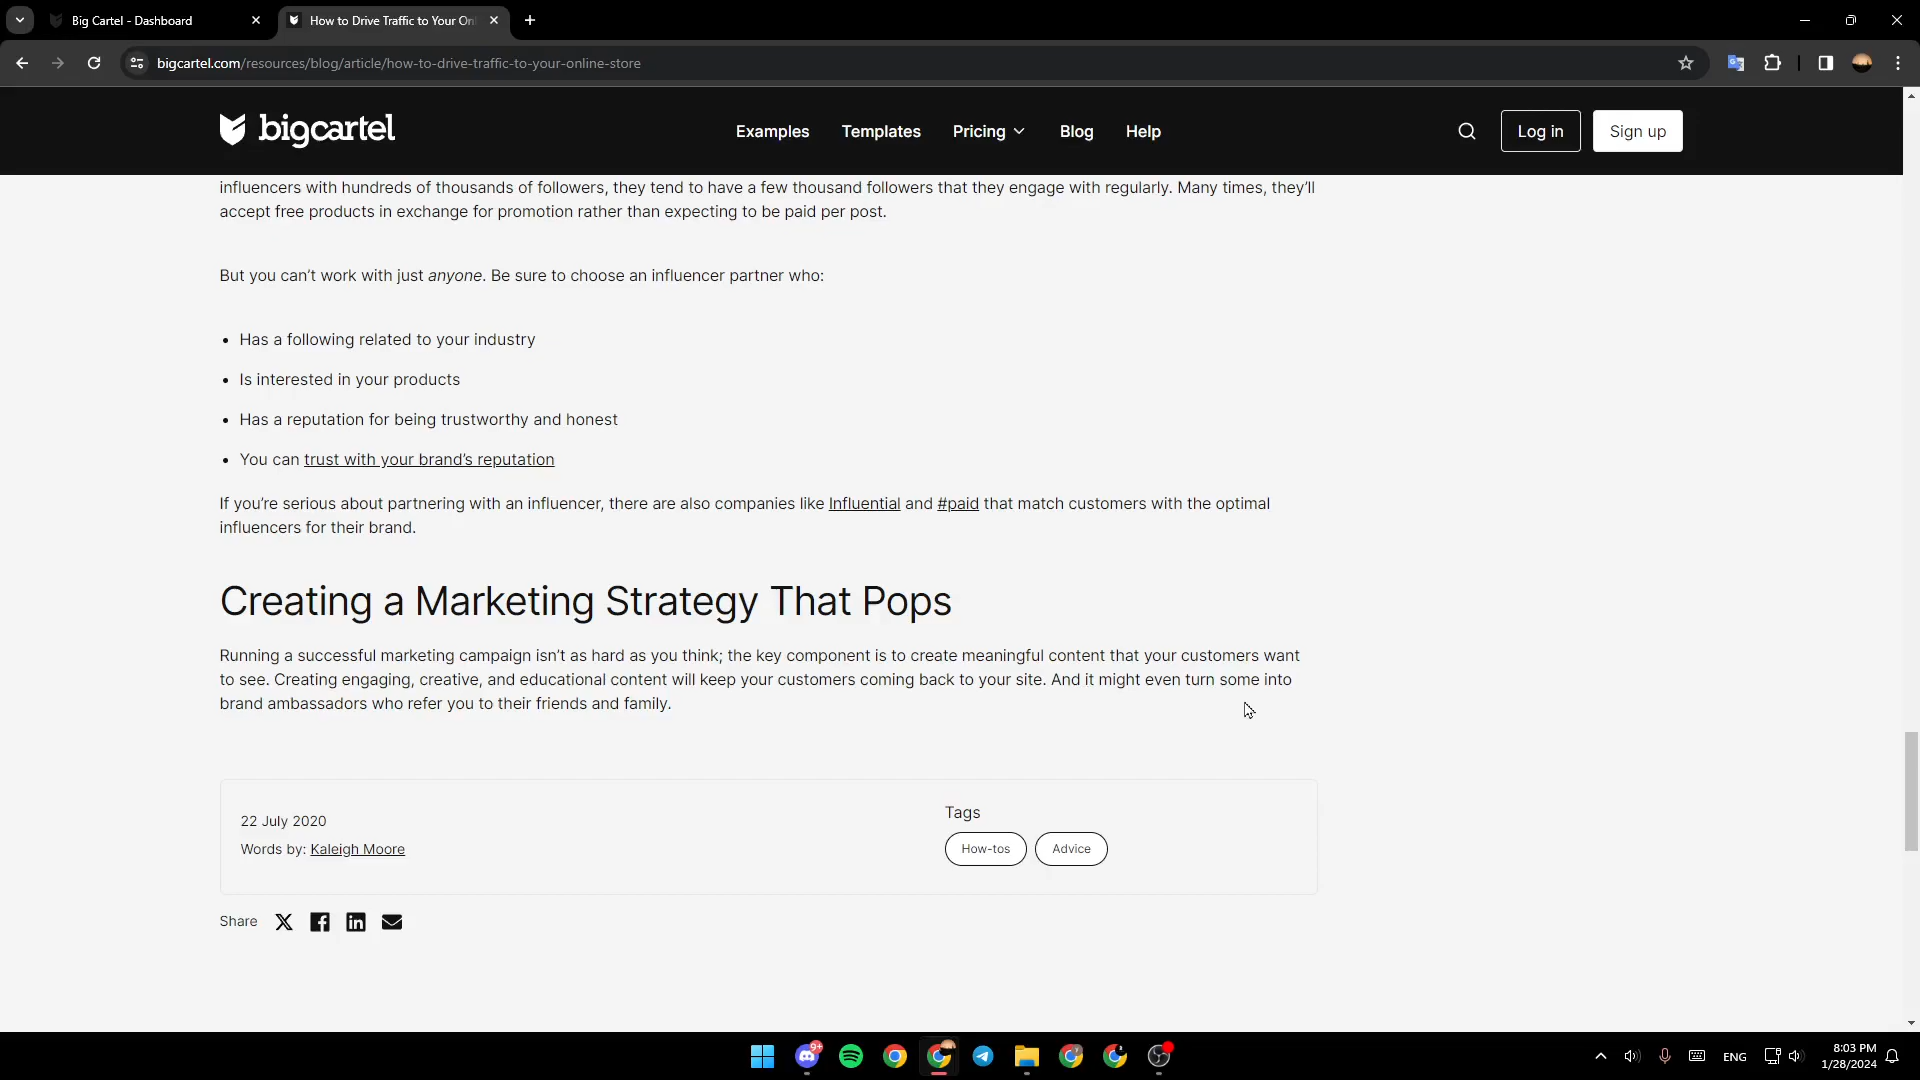 Big Cartel - Dashboard
How to Drive Traffic to Your On
bigcartel.com/resources/blog/article/how-to-drive-traffic-to-your-online-store
bigcartel
Examples
Templates
Pricing
Blog
Help
Log in
Sign up
influencers with hundreds of thousands of followers, they tend to have a few thousand followers that they engage with regularly. Many times, they’ll
accept free products in exchange for promotion rather than expecting to be paid per post.
But you can’t work with just anyone. Be sure to choose an influencer partner who:
• Has a following related to your industry
• Is interested in your products
• Has a reputation for being trustworthy and honest
• You can trust with your brand’s reputation
If you’re serious about partnering with an influencer, there are also companies like Influential and #paid that match customers with the optimal
influencers for their brand.
Creating a Marketing Strategy That Pops
Running a successful marketing campaign isn’t as hard as you think; the key component is to create meaningful content that your customers want
to see. Creating engaging, creative, and educational content will keep your customers coming back to your site. And it might even turn some into
brand ambassadors who refer you to their friends and family.
22 July 2020
Words by: Kaleigh Moore
Tags
How-tos
Advice
Share
9+
ENG
8:03 PM
1/28/2024